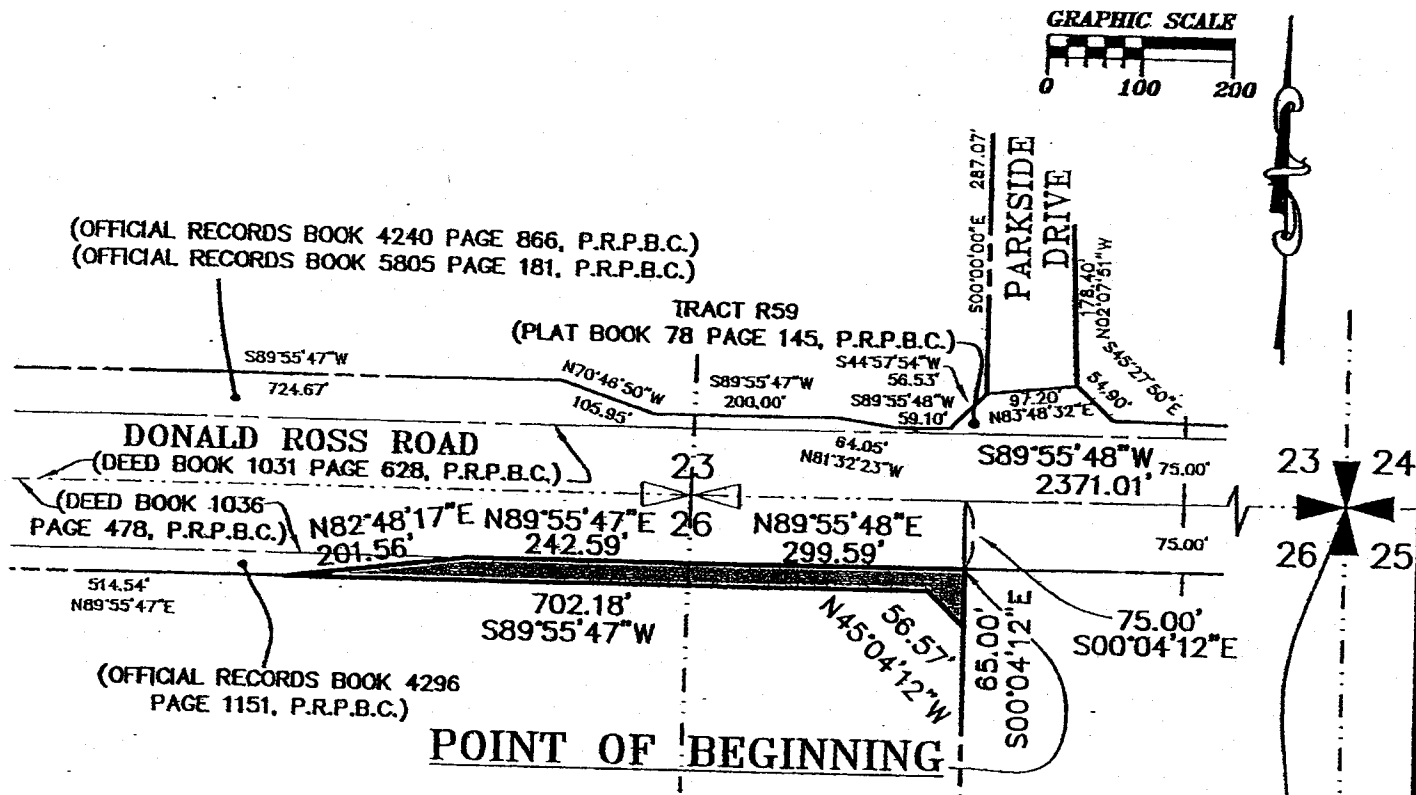 GRAPHIC SCALE
0 100 200
S00°00'00"E 287.07'
PARKSIDE
DRIVE
178.40'
N02°07'51"W
(OFFICIAL RECORDS BOOK 4240 PAGE 866, P.R.P.B.C.)
(OFFICIAL RECORDS BOOK 5805 PAGE 181, P.R.P.B.C.)
TRACT R59
(PLAT BOOK 78 PAGE 145, P.R.P.B.C.)
S89°55'47"W
724.67'
N70°46'50"W
105.95'
S89°55'47"W
200.00'
S44°57'54"W
56.53'
S89°55'48"W
59.10'
97.20'
N83°48'32"E
S45°27'50"E
54.90'
64.05'
N81°32'23"W
DONALD ROSS ROAD
(DEED BOOK 1031 PAGE 628, P.R.P.B.C.)
23
26
S89°55'48"W
2371.01'
75.00'
75.00'
23 24
26 25
(DEED BOOK 1036
PAGE 478, P.R.P.B.C.)
N82°48'17"E
201.56'
N89°55'47"E
242.59'
N89°55'48"E
299.59'
514.54'
N89°55'47"E
702.18'
S89°55'47"W
56.57'
N45°04'12"W
65.00'
S00°04'12"E
75.00'
S00°04'12"E
(OFFICIAL RECORDS BOOK 4296
PAGE 1151, P.R.P.B.C.)
POINT OF BEGINNING